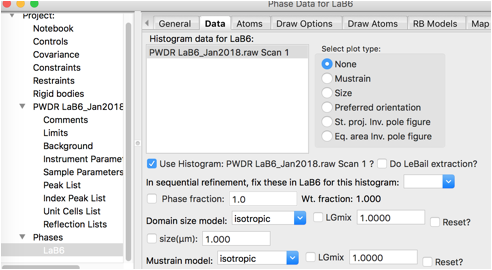 Phase Data for LaB6
Project:
Notebook
Controls
Covariance
Constraints
Restraints
Rigid bodies
PWDR LaB6_Jan2018
Comments
Limits
Background
Instrument Paramet
Sample Parameters
Peak List
Index Peak List
Unit Cells List
Reflection Lists
Phases
LaB6
General Data Atoms Draw Options Draw Atoms RB Models Map
Histogram data for LaB6:
PWDR LaB6_Jan2018.raw Scan 1
Select plot type:
None
Mustrain
Size
Preferred orientation
St. proj. Inv. pole figure
Eq. area Inv. pole figure
Use Histogram: PWDR LaB6_Jan2018.raw Scan 1 ? Do LeBail extraction?
In sequential refinement, fix these in LaB6 for this histogram:
Phase fraction: 1.0 Wt. fraction: 1.000
Domain size model: isotropic LGmix 1.0000 Reset?
size(μm): 1.000
Mustrain model: isotropic LGmix 1.0000 Reset?